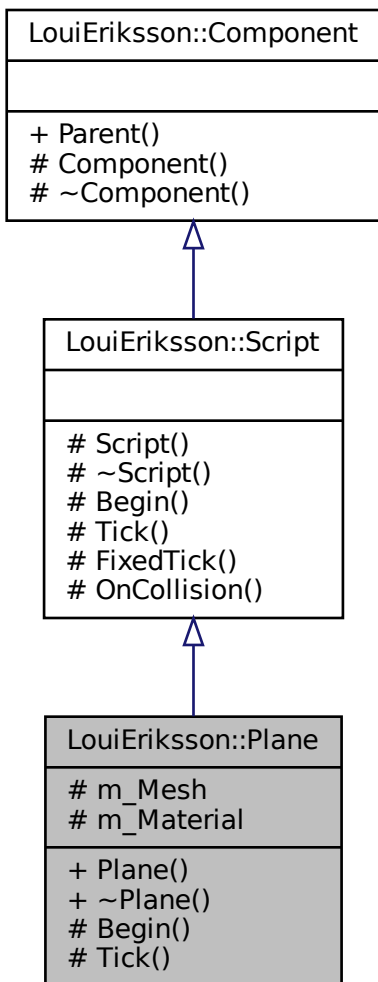 LouiEriksson::Component
+ Parent()
# Component()
# ~Component()
LouiEriksson::Script
# Script()
# ~Script()
# Begin()
# Tick()
# FixedTick()
# OnCollision()
LouiEriksson::Plane
# m_Mesh
# m_Material
+ Plane()
+ ~Plane()
# Begin()
# Tick()